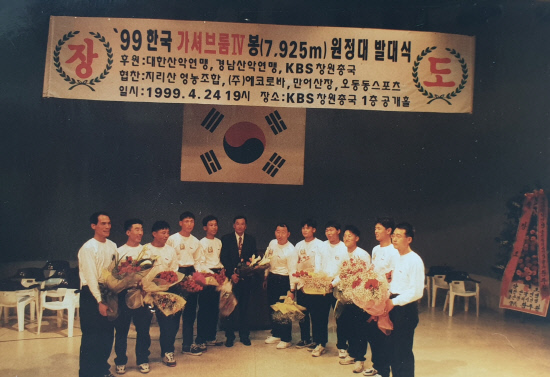 장
'99 한국 가셔브룸Ⅳ봉(7,925m) 원정대 발대식
후원:대한산악연맹, 경남산악연맹, KBS창원총국
협찬:지리산 영농조합, (주)에코로바, 민어산장, 오동동스포츠
일시:1999. 4. 24 19시 장소:KBS창원총국 1층 공개홀
도